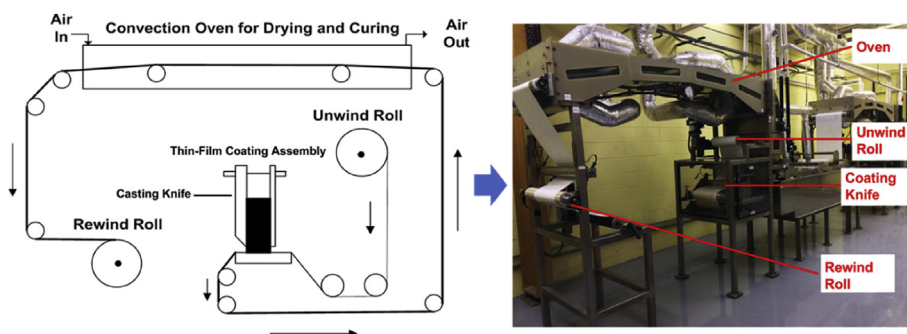 Air
In
Convection Oven for Drying and Curing
Air
Out
Unwind Roll
Thin-Film Coating Assembly
Casting Knife
Rewind Roll
Oven
Unwind
Roll
Coating
Knife
Rewind
Roll